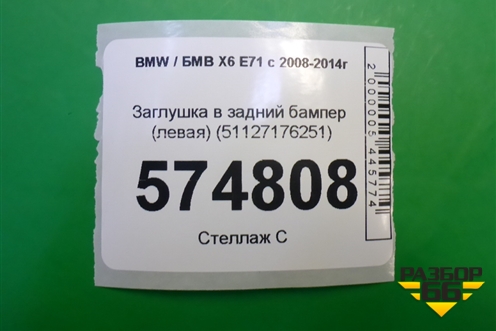 BMW / БМВ X6 E71 с 2008-2014г
Заглушка в задний бампер
(левая) (51127176251)
574808
Стеллаж С
2000005445774
РАЗБОР
66